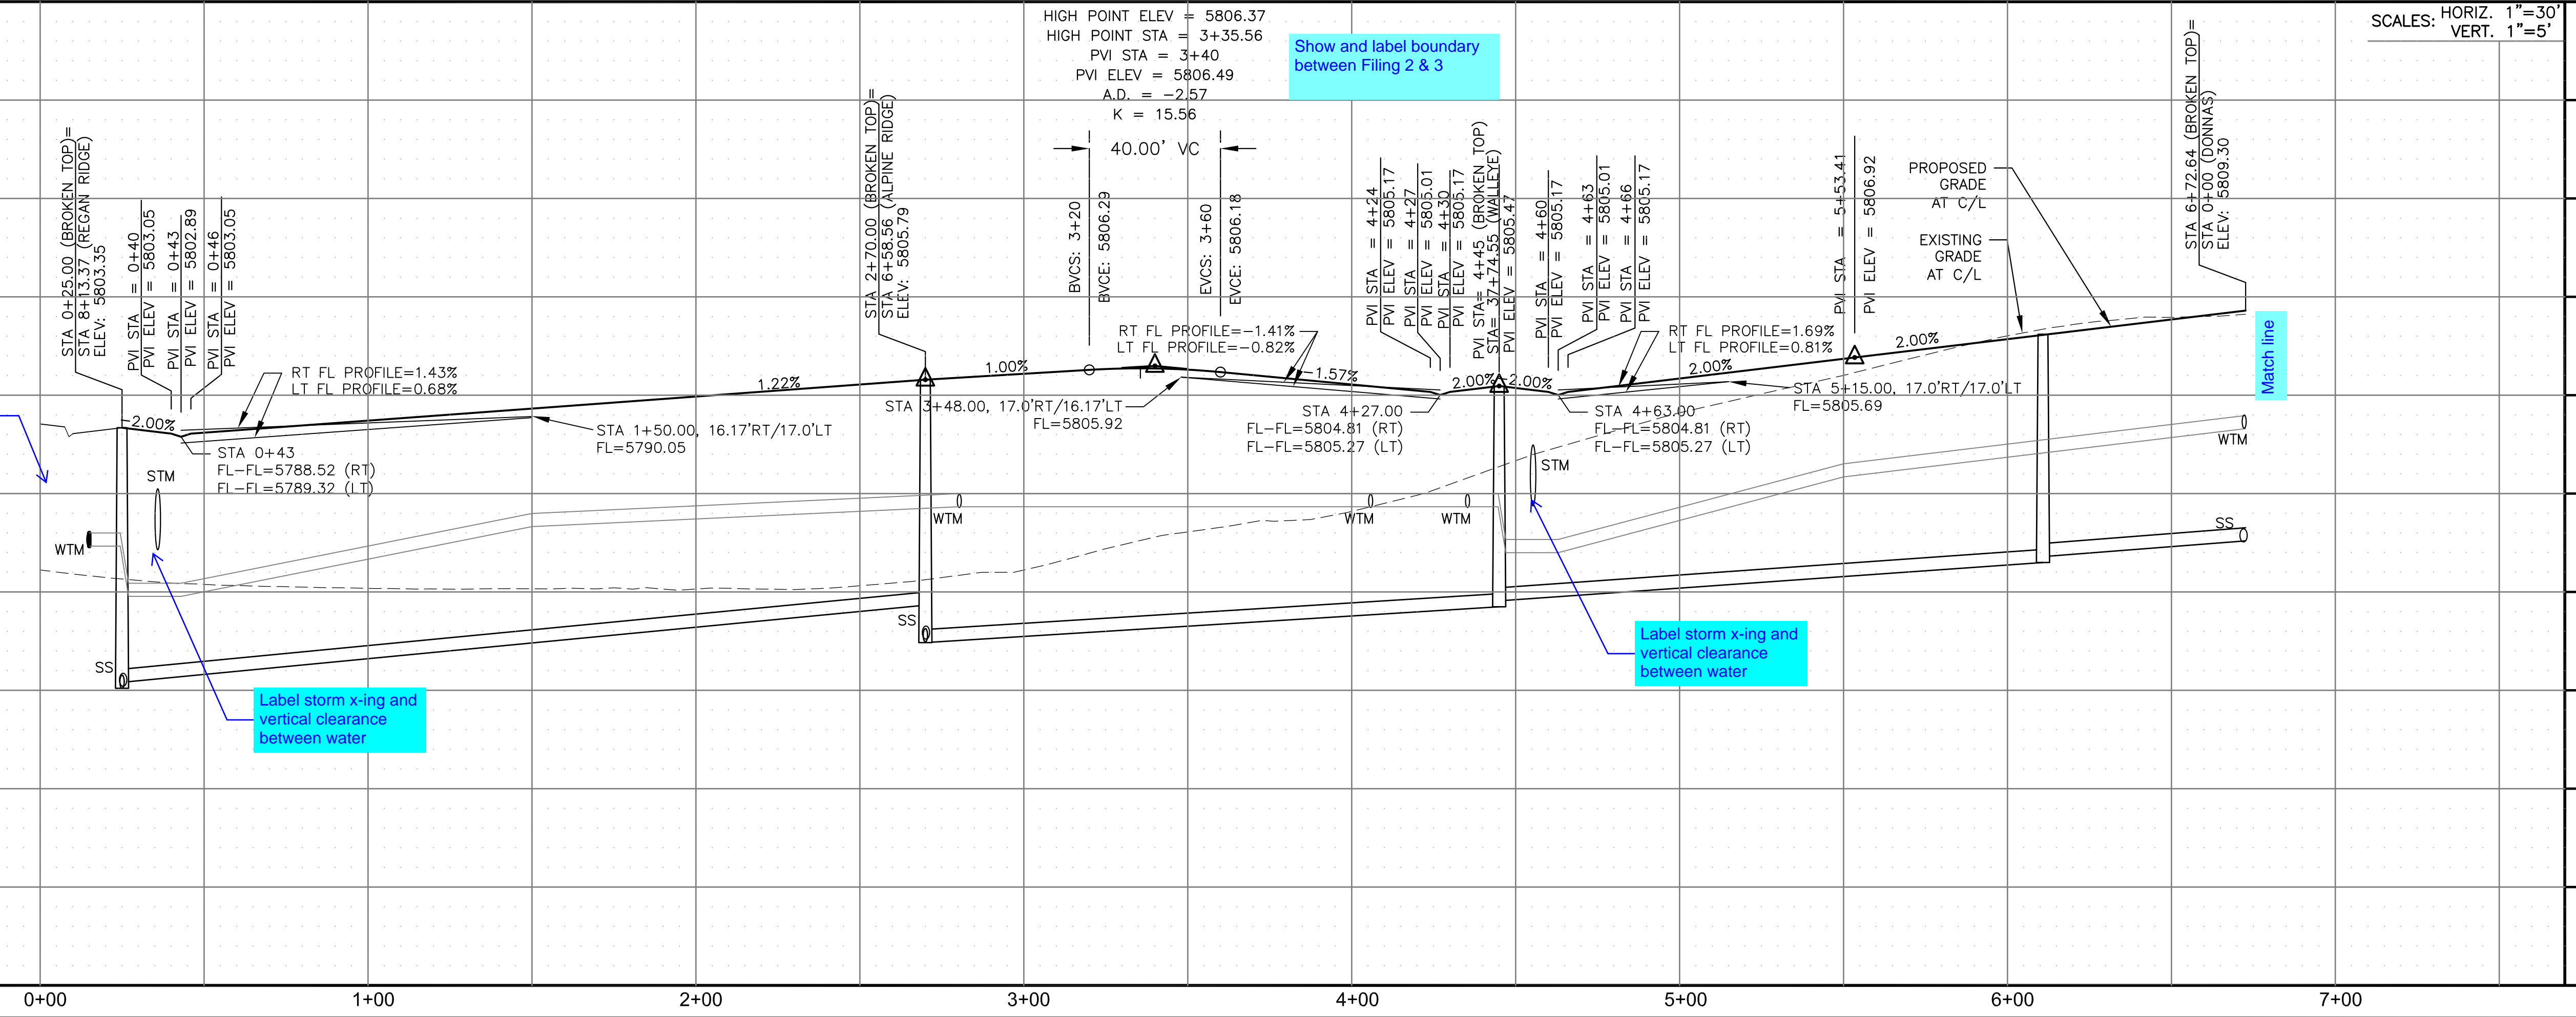 HIGH POINT ELEV = 5806.37
HIGH POINT STA = 3+35.56
PVI STA = 3+40
PVI ELEV = 5806.49
A.D. = -2.57
K = 15.56
40.00' VC
Show and label boundary
between Filing 2 & 3
SCALES: HORIZ. 1"=30'
VERT. 1"=5'
STA 0+25.00 (BROKEN TOP)=
STA 8+13.37 (REGAN RIDGE)
ELEV: 5803.35
PVI STA = 0+40
PVI ELEV = 5803.05
PVI STA = 0+43
PVI ELEV = 5802.89
PVI STA = 0+46
PVI ELEV = 5803.05
STA 2+70.00 (BROKEN TOP)=
STA 6+58.56 (ALPINE RIDGE)
ELEV: 5805.79
BVCS: 3+20
BVCE: 5806.29
EVCS: 3+60
EVCE: 5806.18
PVI STA = 4+24
PVI ELEV = 5805.17
PVI STA = 4+27
PVI ELEV = 5805.01
PVI STA = 4+30
PVI ELEV = 5805.17
PVI STA= 4+45 (BROKEN TOP)
STA= 37+74.55 (WALLEYE)
PVI ELEV = 5805.47
PVI STA = 4+60
PVI ELEV = 5805.17
PVI STA = 4+63
PVI ELEV = 5805.01
PVI STA = 4+66
PVI ELEV = 5805.17
PVI STA = 5+53.41
PVI ELEV = 5806.92
PROPOSED
GRADE
AT C/L
EXISTING
GRADE
AT C/L
STA 6+72.64 (BROKEN TOP)=
STA 0+00 (DONNAS)
ELEV: 5809.30
Match line
RT FL PROFILE=1.43%
LT FL PROFILE=0.68%
RT FL PROFILE=-1.41%
LT FL PROFILE=-0.82%
RT FL PROFILE=1.69%
LT FL PROFILE=0.81%
-2.00%
1.22%
1.00%
-1.57%
2.00%
-2.00%
2.00%
2.00%
STA 0+43
FL-FL=5788.52 (RT)
FL-FL=5789.32 (LT)
STA 1+50.00, 16.17'RT/17.0'LT
FL=5790.05
STA 3+48.00, 17.0'RT/16.17'LT
FL=5805.92
STA 4+27.00
FL-FL=5804.81 (RT)
FL-FL=5805.27 (LT)
STA 4+63.00
FL-FL=5804.81 (RT)
FL-FL=5805.27 (LT)
STA 5+15.00, 17.0'RT/17.0'LT
FL=5805.69
STM
STM
WTM
WTM
WTM
WTM
WTM
SS
SS
SS
Label storm x-ing and
vertical clearance
between water
Label storm x-ing and
vertical clearance
between water
0+00
1+00
2+00
3+00
4+00
5+00
6+00
7+00